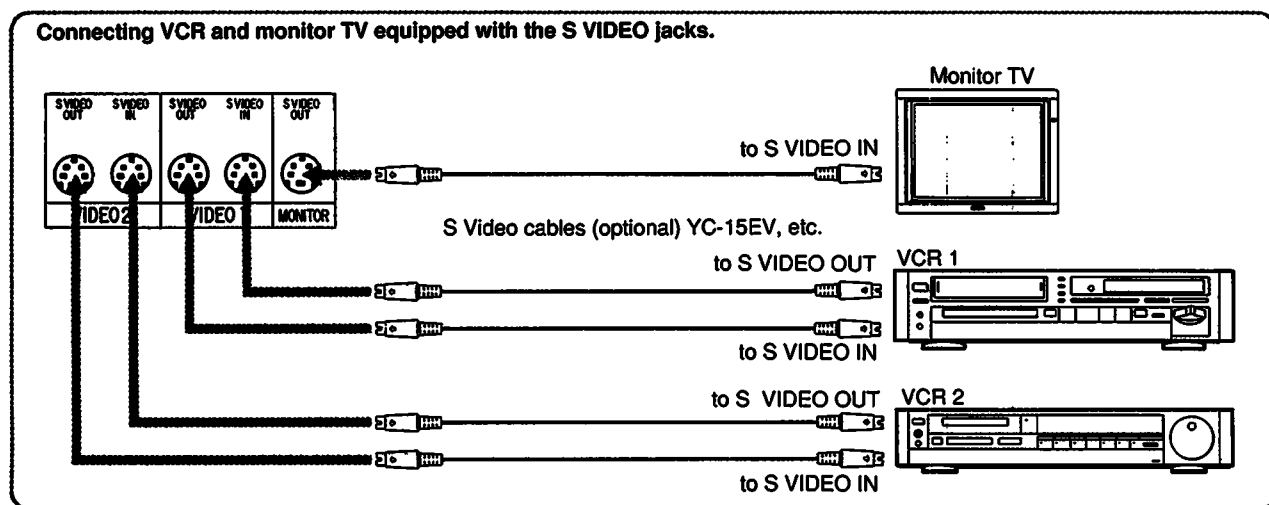 Connecting VCR and monitor TV equipped with the S VIDEO jacks.
Monitor TV
S VIDEO OUT
S VIDEO IN
S VIDEO OUT
S VIDEO IN
S VIDEO OUT
to S VIDEO IN
VIDEO 2
VIDEO 1
MONITOR
S Video cables (optional) YC-15EV, etc.
to S VIDEO OUT
VCR 1
to S VIDEO IN
to S VIDEO OUT
VCR 2
to S VIDEO IN